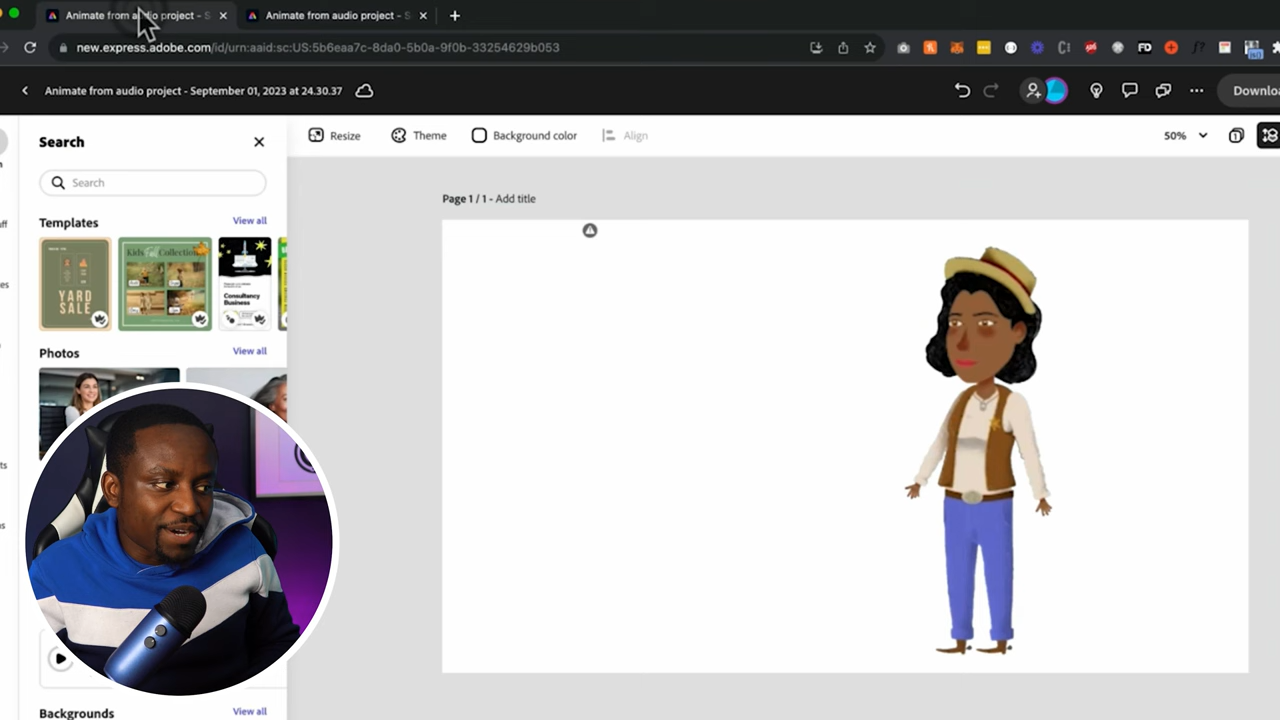 Animate from audio project - S
Animate from audio project - S
new.express.adobe.com/id/urn:aaid:sc:US:5b6eaa7c-8da0-5b0a-9f0b-33254629b053
FD
Animate from audio project - September 01, 2023 at 24.30.37
Downloa
Search
Resize
Theme
Background color
Align
50%
1
Search
Page 1 / 1 - Add title
Templates
View all
YARD
SALE
Kids Fall Collection
Consultancy
Business
Photos
View all
Backgrounds
View all